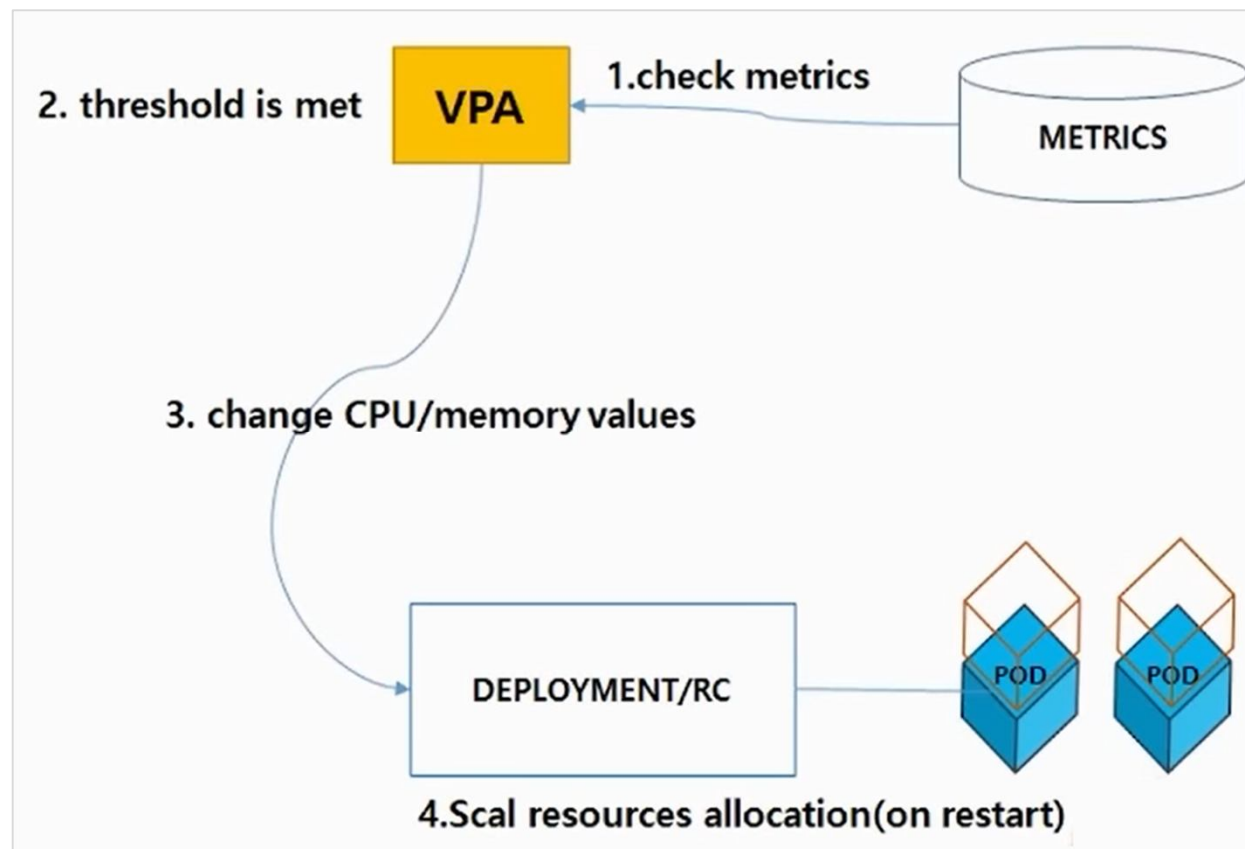 1.check metrics
2. threshold is met
VPA
METRICS
3. change CPU/memory values
POD
POD
DEPLOYMENT/RC
4.Scal resources allocation(on restart)